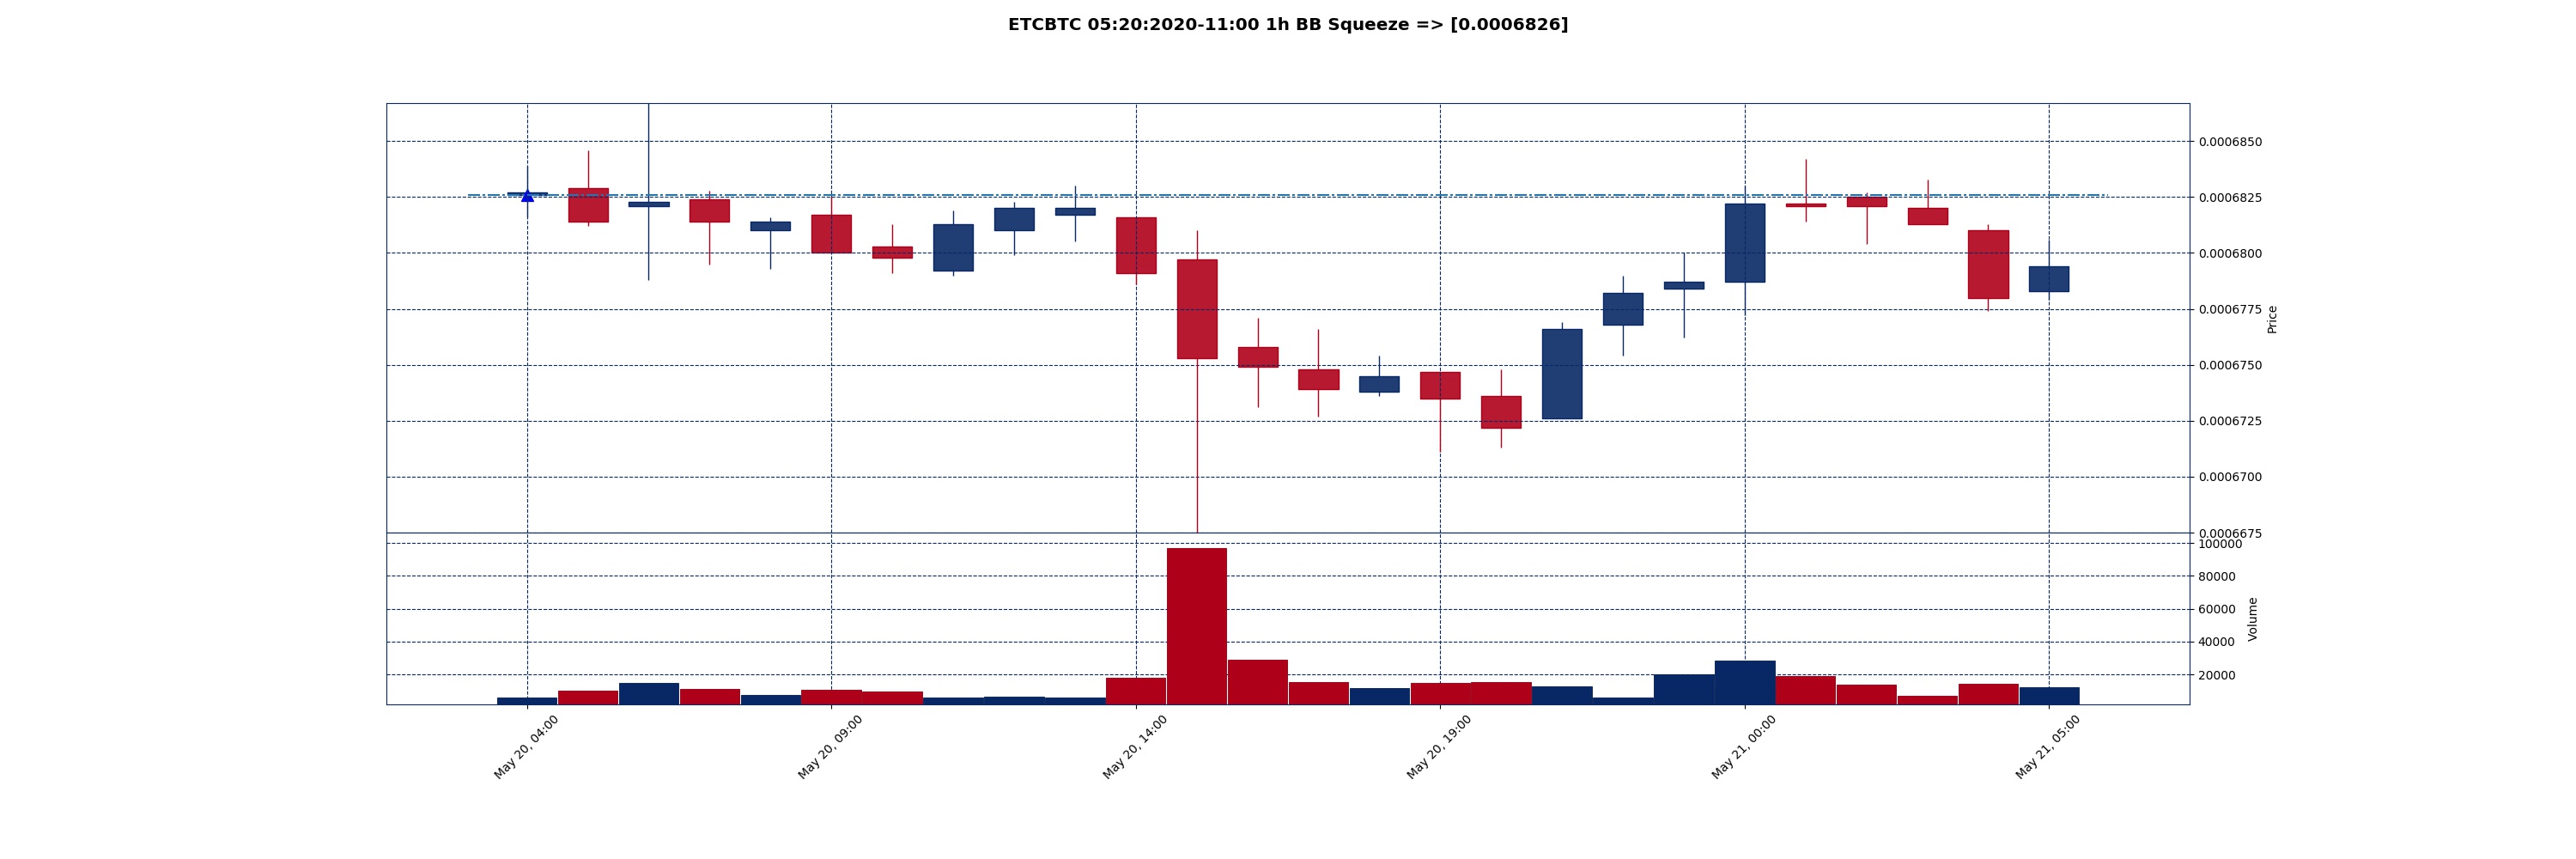 ETCBTC 05:20:2020-11:00 1h BB Squeeze => [0.0006826]
0.0006850
0.0006825
0.0006800
0.0006775
0.0006750
0.0006725
0.0006700
0.0006675
Price
100000
80000
60000
40000
20000
Volume
May 20, 04:00
May 20, 09:00
May 20, 14:00
May 20, 19:00
May 21, 00:00
May 21, 05:00